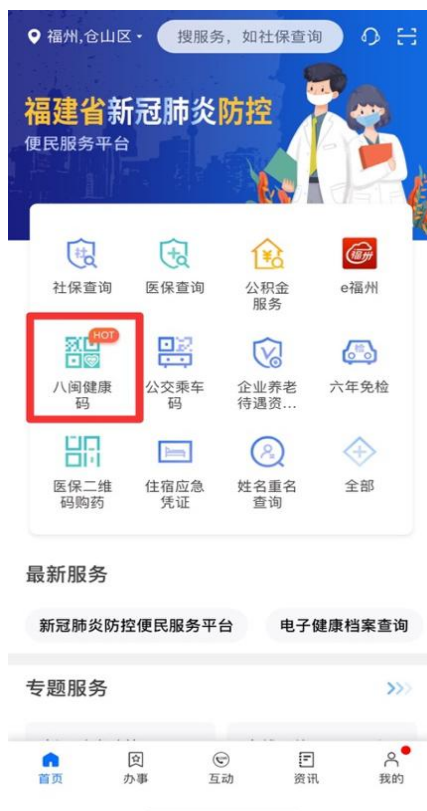 福州,仓山区
搜服务，如社保查询
福建省新冠肺炎防控
便民服务平台
社保查询
医保查询
公积金
服务
福州
e福州
HOT
八闽健康
码
公交乘车
码
企业养老
待遇资...
检
六年免检
医保二维
码购药
住宿应急
凭证
姓名重名
查询
全部
最新服务
新冠肺炎防控便民服务平台
电子健康档案查询
专题服务
首页
办事
互动
资讯
我的